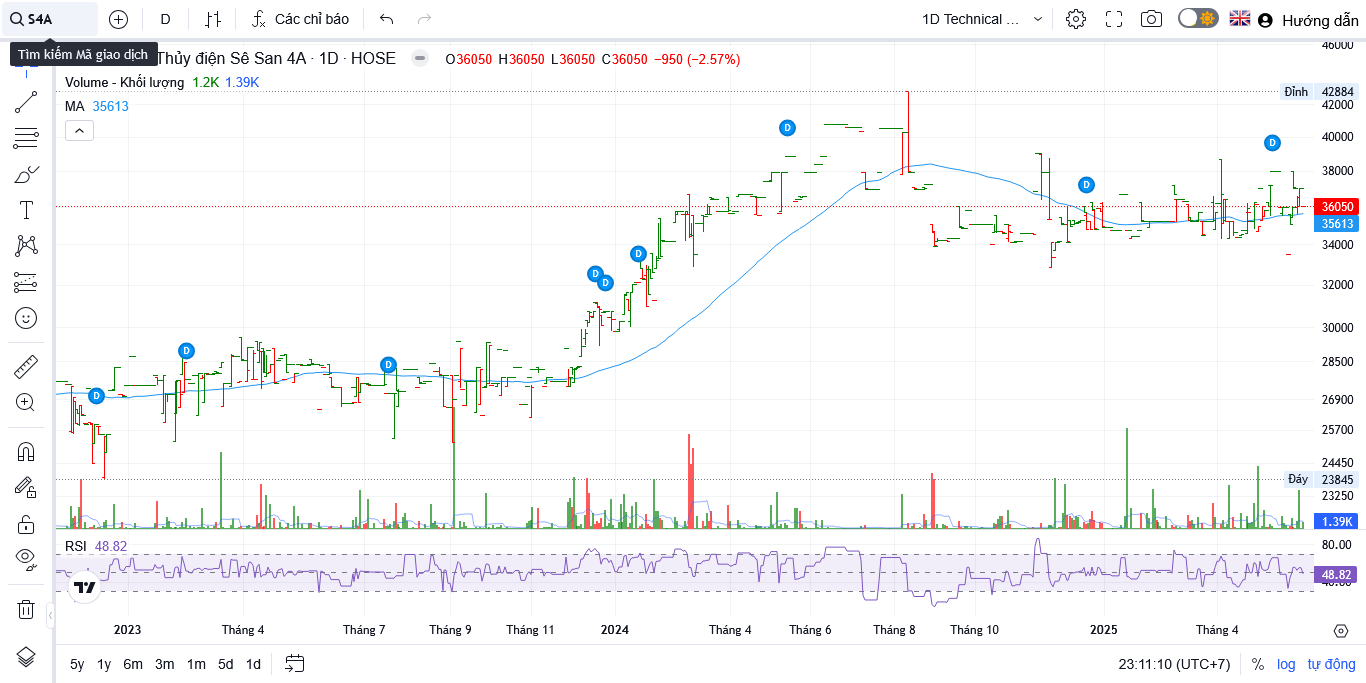 S4A
D
Các chỉ báo
1D Technical ...
Hướng dẫn
Tìm kiếm Mã giao dịch
Thủy điện Sê San 4A · 1D · HOSE
O36050 H36050 L36050 C36050 −950 (−2.57%)
Volume - Khối lượng 1.2K 1.39K
MA 35613
46000
Đỉnh 42884
42000
40000
38000
36050
35613
34000
32000
30000
28500
26900
25700
24450
Đáy 23845
23250
1.39K
D
D
D
D
D
D
D
D
D
RSI 48.82
80.00
48.82
40.00
2023 Tháng 4 Tháng 7 Tháng 9 Tháng 11 2024 Tháng 4 Tháng 6 Tháng 8 Tháng 10 2025 Tháng 4
5y 1y 6m 3m 1m 5d 1d
23:11:10 (UTC+7) % log tự động